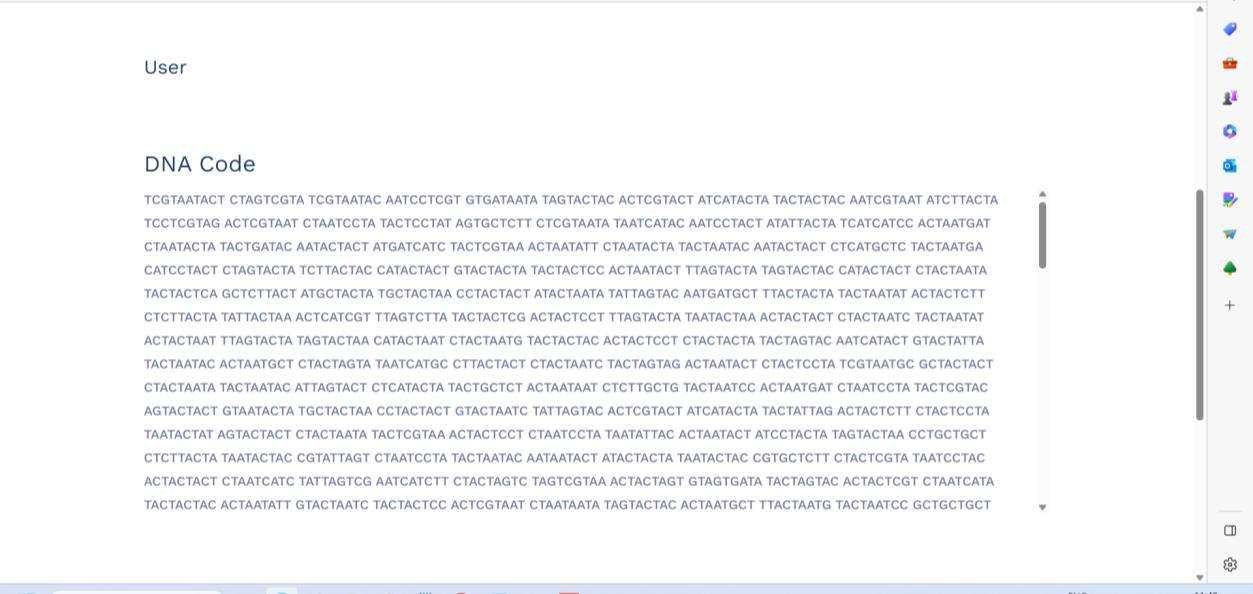 User
DNA Code
TCGTAATACT CTAGTCGTA TCGTAATAC AATCCTCGT GTGATAATA TAGTACTAC ACTCGTACT ATCATACTA TACTACTAC AATCGTAAT ATCTTACTA
TCCTCGTAG ACTCGTAAT CTAATCCTA TACTCCTAT AGTGCTCTT CTCGTAATA TAATCATAC AATCCTACT ATATTACTA TCATCATCC ACTAATGAT
CTAATACTA TACTGATAC AATACTACT ATGATCATC TACTCGTAA ACTAATATT CTAATACTA TACTAATAC AATACTACT CTCATGCTC TACTAATGA
CATCCTACT CTAGTACTA TCTTACTAC CATACTACT GTACTACTA TACTACTCC ACTAATACT TTAGTACTA TAGTACTAC CATACTACT CTACTAATA
TACTACTCA GCTCTTACT ATGCTACTA TGCTACTAA CCTACTACT ATACTAATA TATTAGTAC AATGATGCT TTACTACTA TACTAATAT ACTACTCTT
CTCTTACTA TATTACTAA ACTCATCGT TTAGTCTTA TACTACTCG ACTACTCCT TTAGTACTA TAATACTAA ACTACTACT CTACTAATC TACTAATAT
ACTACTAAT TTAGTACTA TAGTACTAA CATACTAAT CTACTAATG TACTACTAC ACTACTCCT CTACTACTA TACTAGTAC AATCATACT GTACTATTA
TACTAATAC ACTAATGCT CTACTAGTA TAATCATGC CTTACTACT CTACTAATC TACTAGTAG ACTAATACT CTACTCCTA TCGTAATGC GCTACTACT
CTACTAATA TACTAATAC ATTAGTACT CTCATACTA TACTGCTCT ACTAATAAT CTCTTGCTG TACTAATCC ACTAATGAT CTAATCCTA TACTCGTAC
AGTACTACT GTAATACTA TGCTACTAA CCTACTACT GTACTAATC TATTAGTAC ACTCGTACT ATCATACTA TACTATTAG ACTACTCTT CTACTCCTA
TAATACTAT AGTACTACT CTACTAATA TACTCGTAA ACTACTCCT CTAATCCTA TAATATTAC ACTAATACT ATCCTACTA TAGTACTAA CCTGCTGCT
CTCTTACTA TAATACTAC CGTATTAGT CTAATCCTA TACTAATAC AATAATACT ATACTACTA TAATACTAC CGTGCTCTT CTACTCGTA TAATCCTAC
ACTACTACT CTAATCATC TATTAGTCG AATCATCTT CTACTAGTC TAGTCGTAA ACTACTAGT GTAGTGATA TACTAGTAC ACTACTCGT CTAATCATA
TACTACTAC ACTAATATT GTACTAATC TACTACTCC ACTCGTAAT CTAATAATA TAGTACTAC ACTAATGCT TTACTAATG TACTAATCC GCTGCTGCT